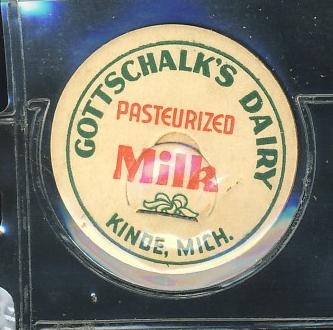 GOTTSCHALK'S DAIRY
PASTEURIZED
Milk
KINDE, MICH.